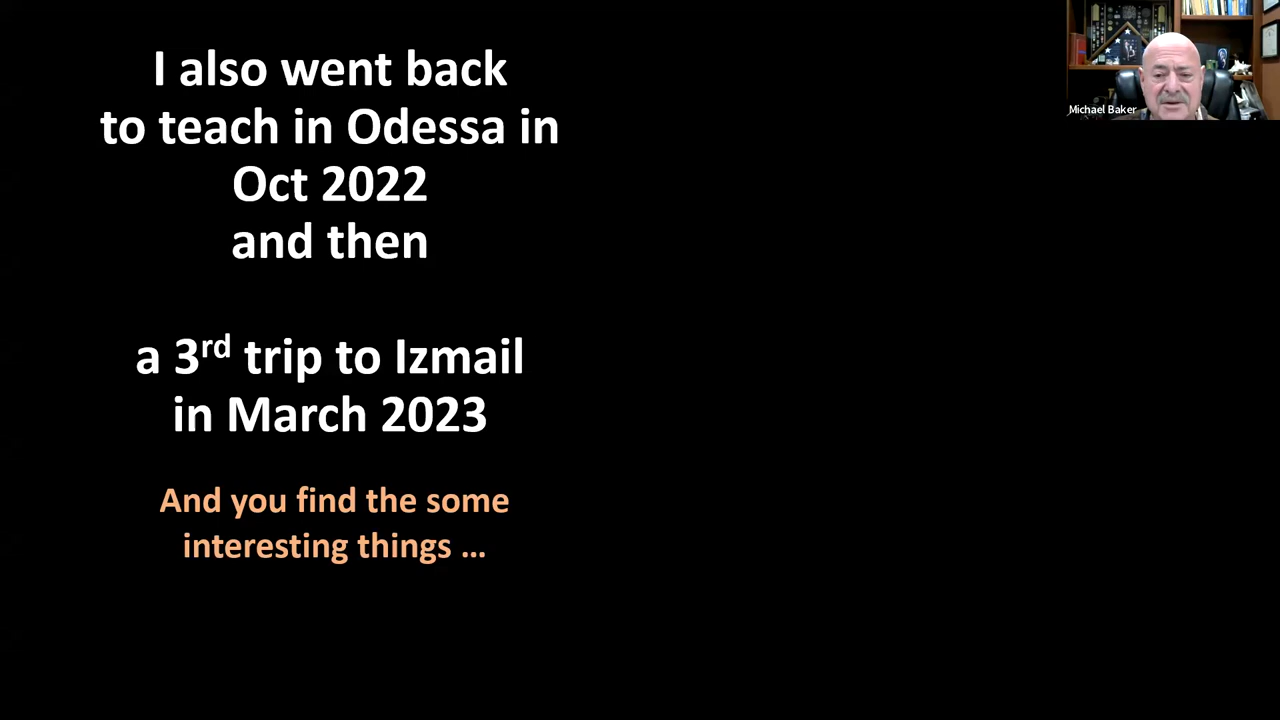 I also went back
to teach in Odessa in
Oct 2022
and then
a 3rd trip to Izmail
in March 2023
And you find the some
interesting things …
Michael Baker